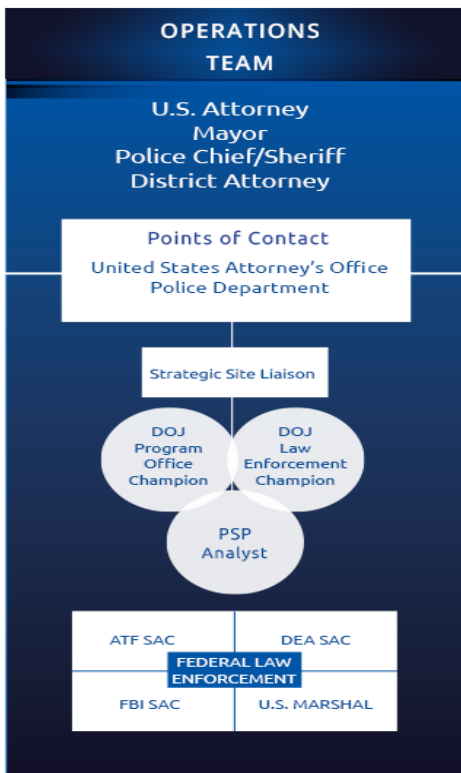 OPERATIONS
TEAM
U.S. Attorney
Mayor
Police Chief/Sheriff
District Attorney
Points of Contact
United States Attorney's Office
Police Department
Strategic Site Liaison
DOJ
Program
Office
Champion
DOJ
Law
Enforcement
Champion
PSP
Analyst
ATF SAC
DEA SAC
FEDERAL LAW
ENFORCEMENT
FBI SAC
U.S. MARSHAL